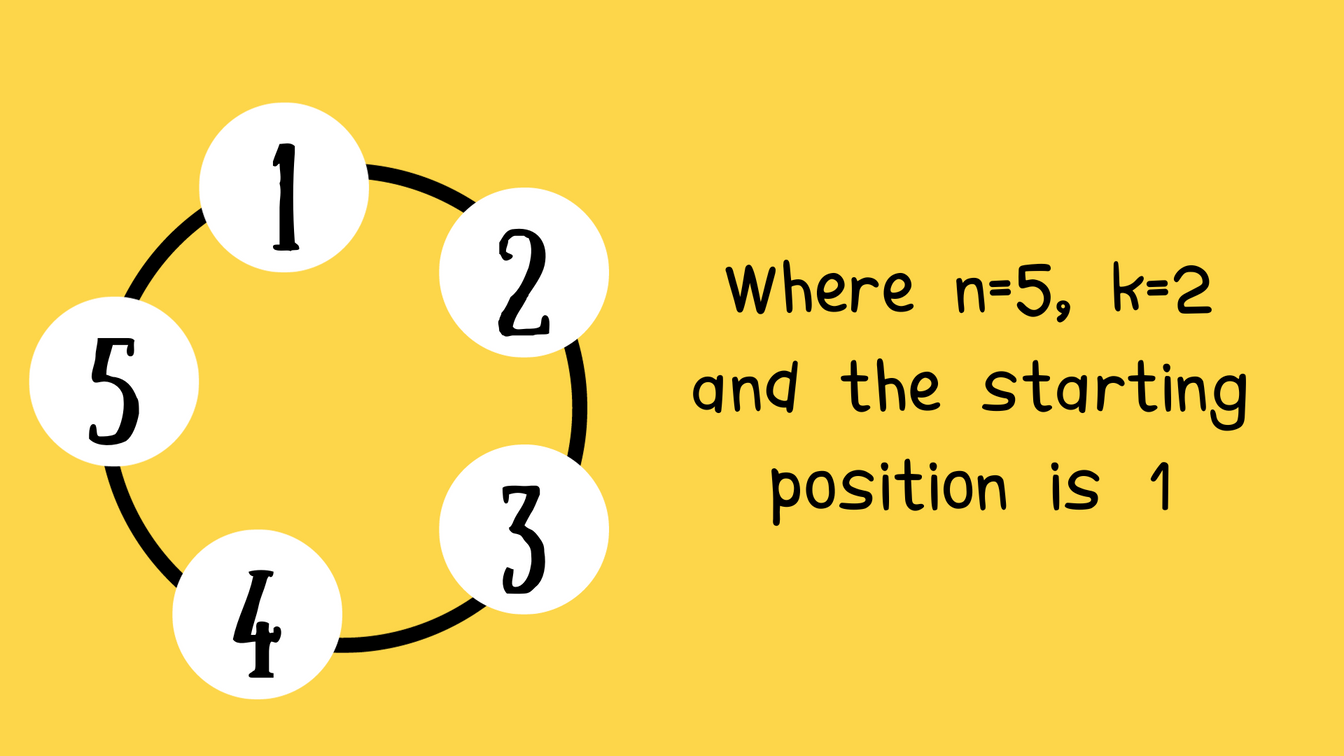 1
2
5
3
4
Where n=5, k=2
and the starting
position is 1